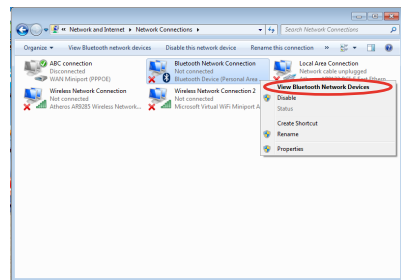 « Network and Internet ▸ Network Connections ▸
Search Network Connections
Organize ▾ View Bluetooth network devices Disable this network device Rename this connection »
ABC connection
Disconnected
WAN Miniport (PPPOE)
Bluetooth Network Connection
Not connected
Bluetooth Device (Personal Area ...
Local Area Connection
Network cable unplugged
Wireless Network Connection
Not connected
Atheros AR9285 Wireless Network...
Wireless Network Connection 2
Not connected
Microsoft Virtual WiFi Miniport A
View Bluetooth Network Devices
Disable
Status
Create Shortcut
Rename
Properties